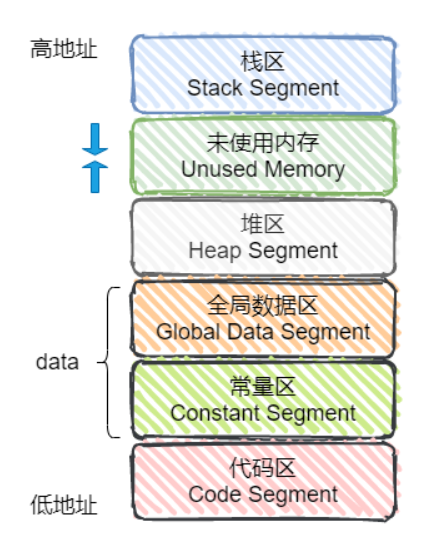 高地址
栈区
Stack Segment
未使用内存
Unused Memory
堆区
Heap Segment
全局数据区
Global Data Segment
data
常量区
Constant Segment
代码区
Code Segment
低地址